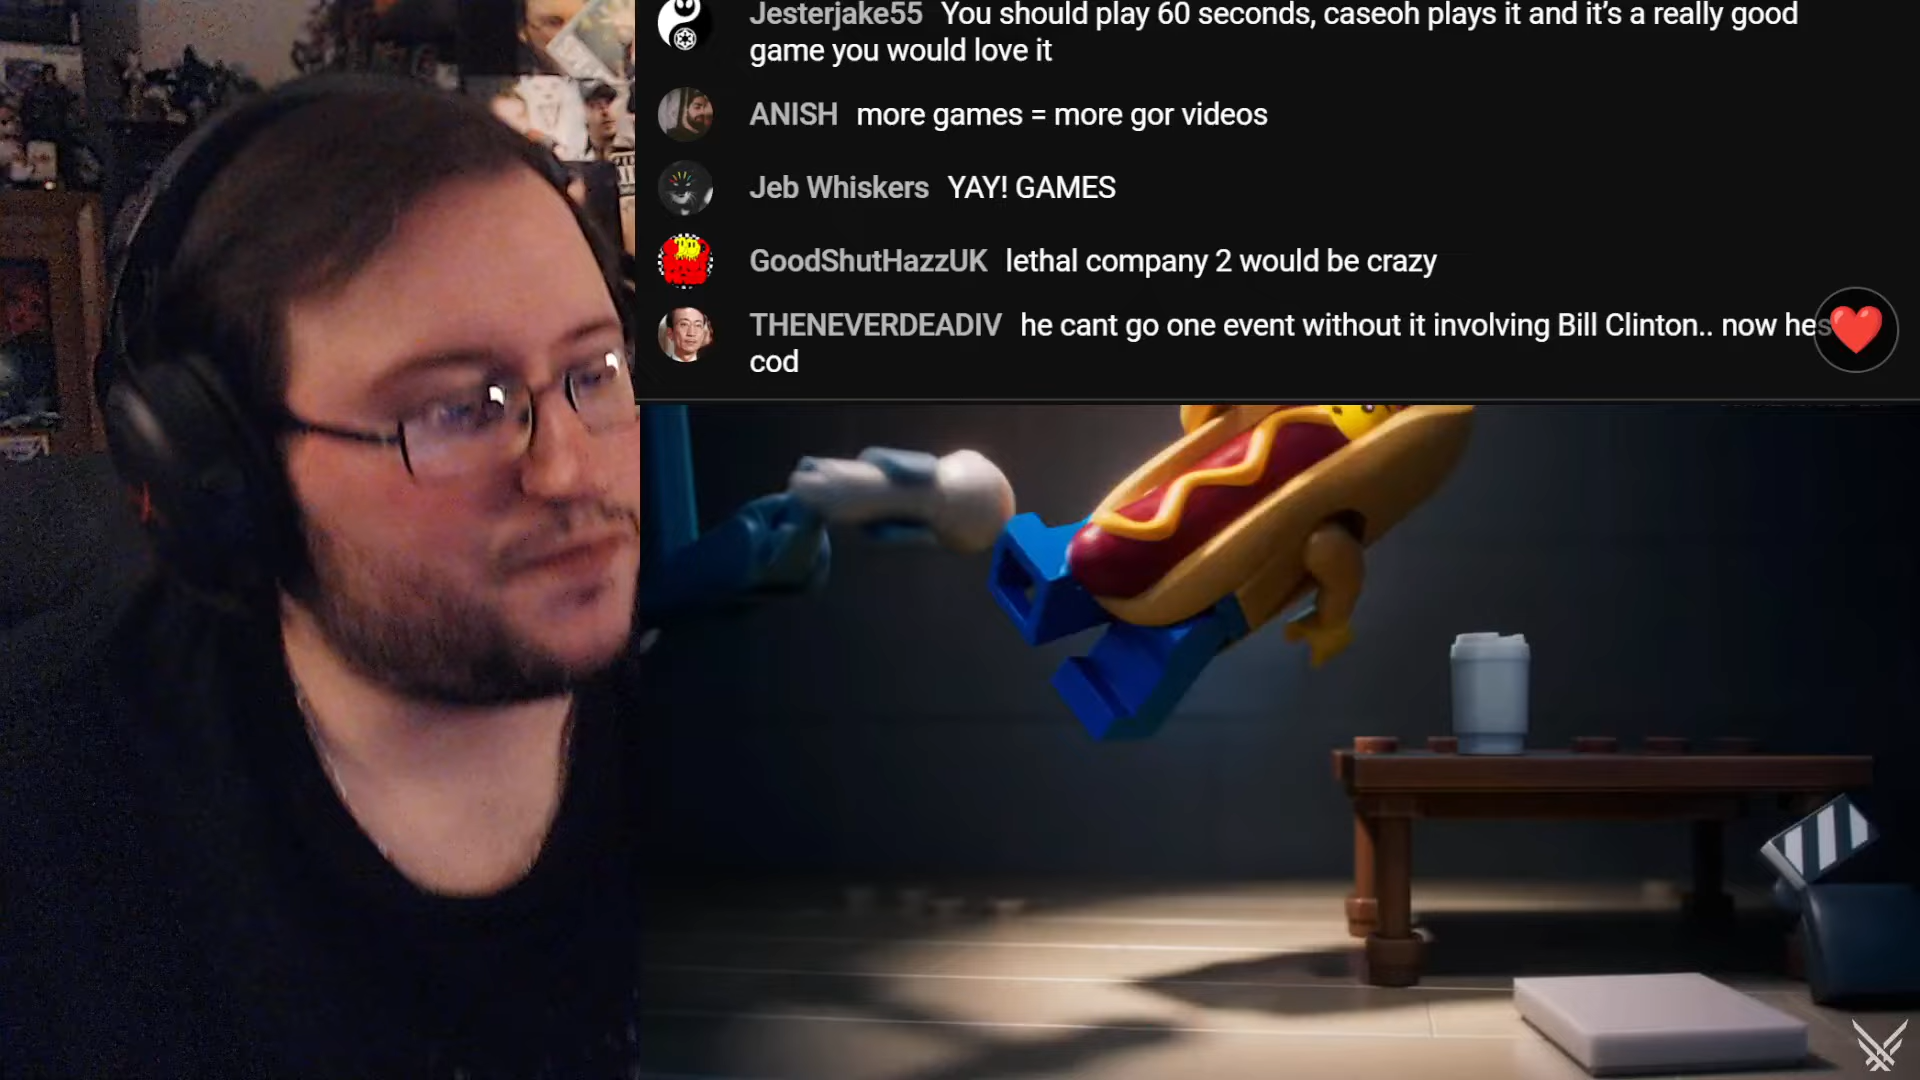 Jesterjake55 You should play 60 seconds, caseoh plays it and it's a really good
game you would love it
ANISH more games = more gor videos
Jeb Whiskers YAY! GAMES
GoodShutHazzUK lethal company 2 would be crazy
THENEVERDEADIV he cant go one event without it involving Bill Clinton.. now hes
cod